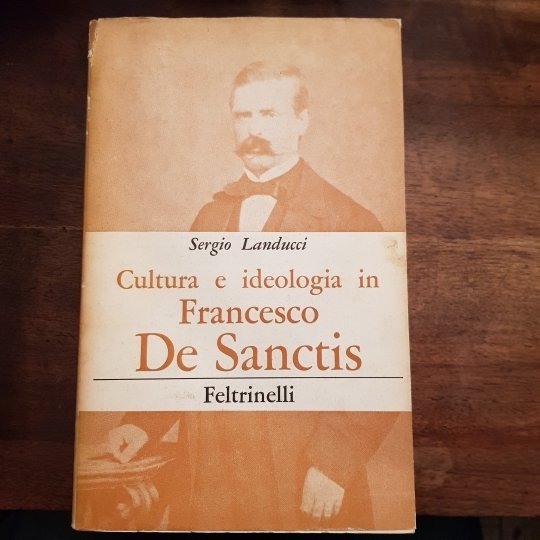 Sergio Landucci
Cultura e ideologia in
Francesco
De Sanctis
Feltrinelli